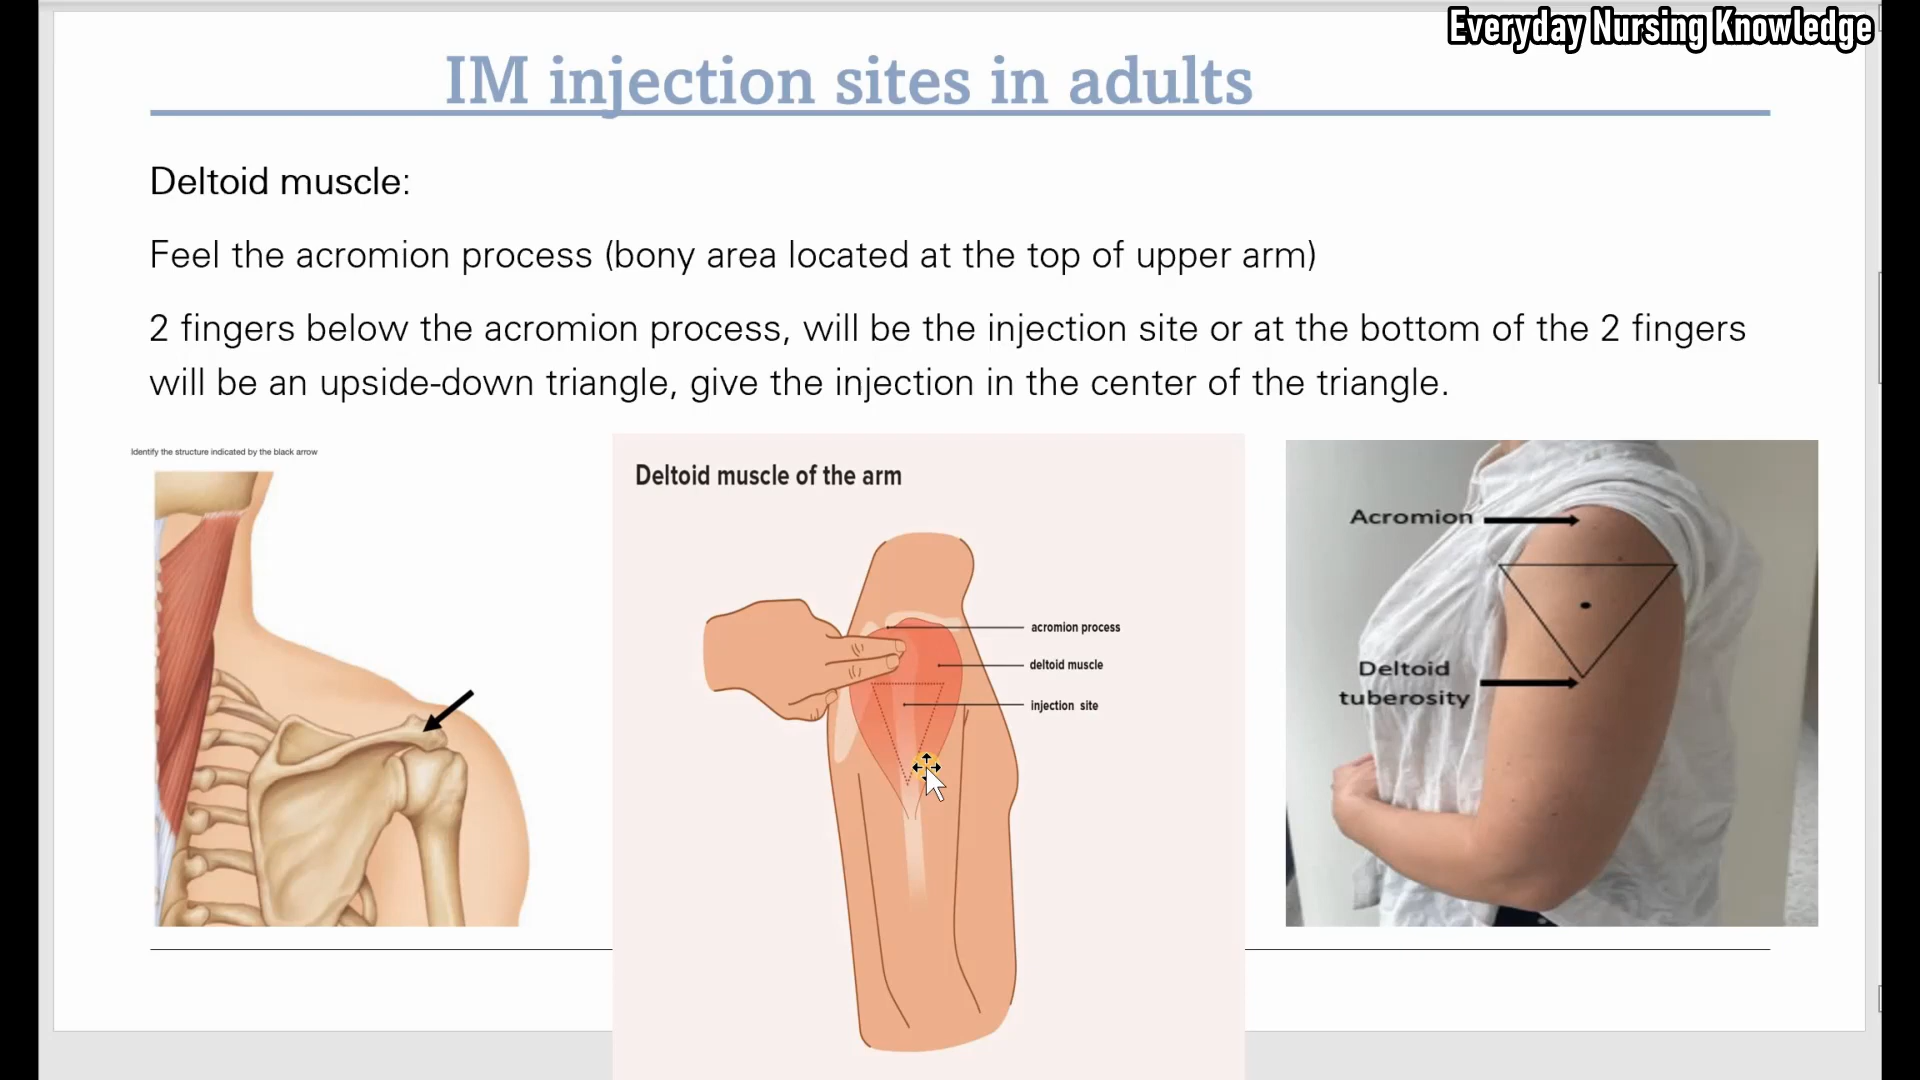 Everyday Nursing Knowledge
IM injection sites in adults
Deltoid muscle:
Feel the acromion process (bony area located at the top of upper arm)
2 fingers below the acromion process, will be the injection site or at the bottom of the 2 fingers
will be an upside-down triangle, give the injection in the center of the triangle.
Identify the structure indicated by the black arrow
Deltoid muscle of the arm
acromion process
deltoid muscle
injection site
Acromion
Deltoid
tuberosity